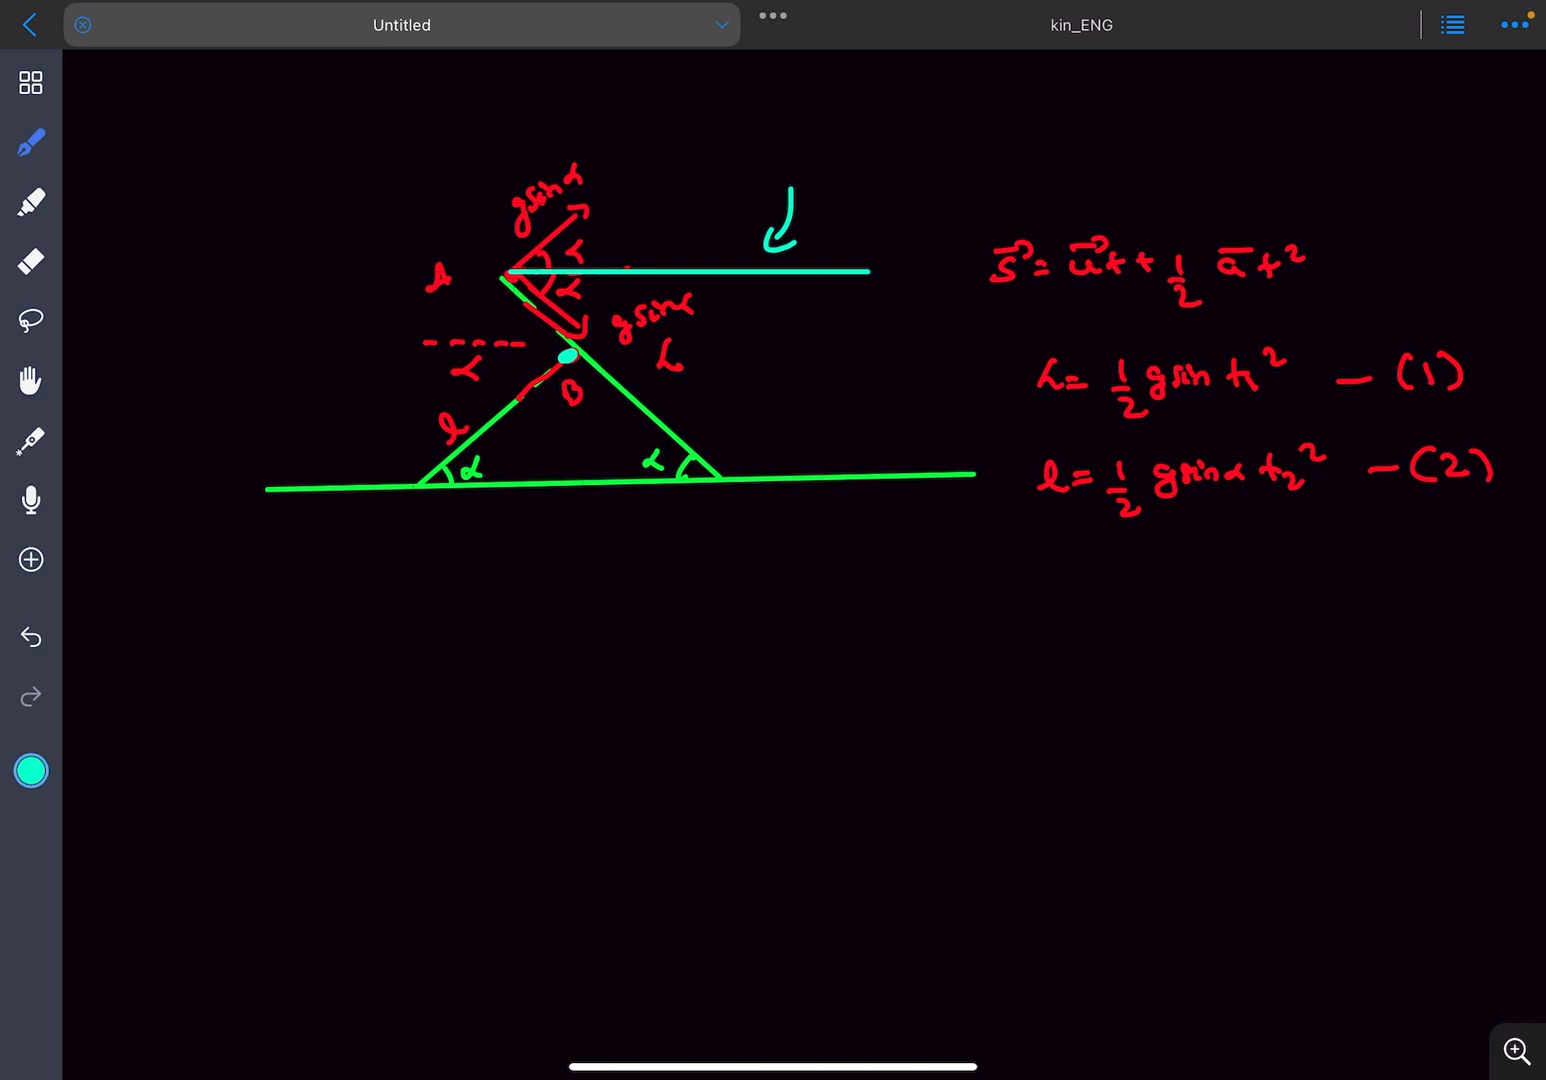 Untitled
kin_ENG
g sin α
A
α
α
g sin α
L
α
B
l
α
α
s⃗ = u⃗t + 1/2 a̅t²
L = 1/2 g sin t₁² — (1)
l = 1/2 g sin α t₂² — (2)